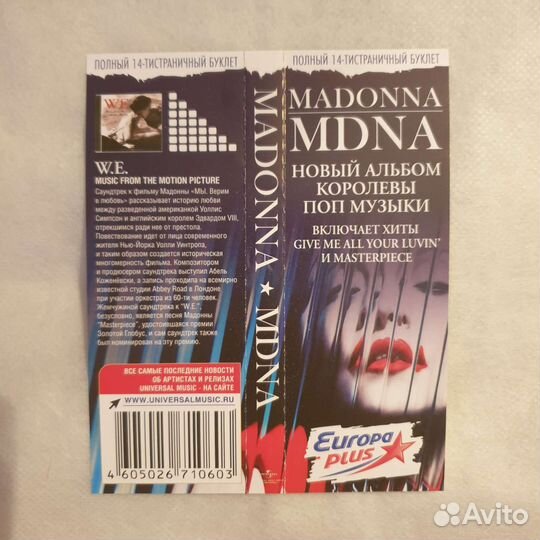 ПОЛНЫЙ 14-ТИСТРАНИЧНЫЙ БУКЛЕТ
W.E.
W.E.
MUSIC FROM THE MOTION PICTURE
Саундтрек к фильму Мадонны «МЫ. Верим
в любовь» рассказывает историю любви
между разведенной американкой Уоллис
Симпсон и английским королем Эдвардом VIII,
отрекшимся ради нее от престола.
Повествование идет от лица современного
жителя Нью-Йорка Уолли Уинтропа,
и таким образом создается историческая
многомерность фильма. Композитором
и продюсером саундтрека выступил Абель
Коженёвски, а запись проходила на всемирно
известной студии Abbey Road в Лондоне
при участии оркестра из 60-ти человек.
Жемчужиной саундтрека к "W.E.",
безусловно, является песня Мадонны
"Masterpiece", удостоившаяся премии
Золотой Глобус, и сам саундтрек также
был номинирован на эту премию.
ВСЕ САМЫЕ ПОСЛЕДНИЕ НОВОСТИ
ОБ АРТИСТАХ И РЕЛИЗАХ
UNIVERSAL MUSIC - НА САЙТЕ
WWW.UNIVERSALMUSIC.RU
4 605026 710603
MADONNA ★ MDNA
ПОЛНЫЙ 14-ТИСТРАНИЧНЫЙ БУКЛЕТ
MADONNA
MDNA
НОВЫЙ АЛЬБОМ
КОРОЛЕВЫ
ПОП МУЗЫКИ
ВКЛЮЧАЕТ ХИТЫ
GIVE ME ALL YOUR LUVIN'
И MASTERPIECE
Europa
PLUS
Avito